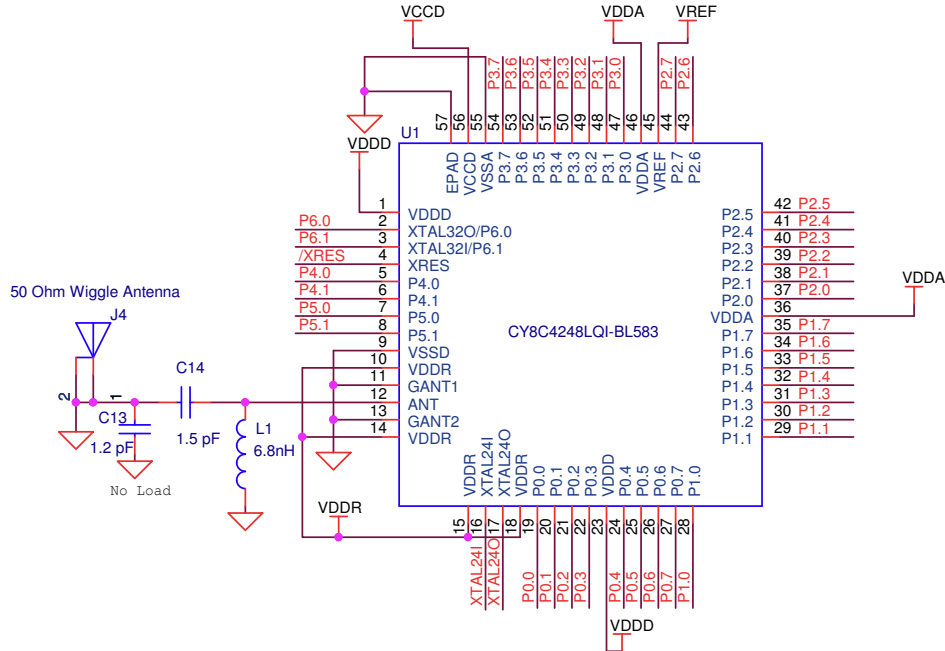 VCCD
VDDA
VREF
P3.7
P3.6
P3.5
P3.4
P3.3
P3.2
P3.1
P3.0
P2.7
P2.6
57
56
55
54
53
52
51
50
49
48
47
46
45
44
43
U1
VDDD
EPAD
VCCD
VSSA
P3.7
P3.6
P3.5
P3.4
P3.3
P3.2
P3.1
P3.0
VDDA
VREF
P2.7
P2.6
1 VDDD
P6.0 2 XTAL32O/P6.0
P6.1 3 XTAL32I/P6.1
/XRES 4 XRES
P4.0 5 P4.0
P4.1 6 P4.1
P5.0 7 P5.0
P5.1 8 P5.1
9 VSSD
10 VDDR
11 GANT1
12 ANT
13 GANT2
14 VDDR
P2.5 42 P2.5
P2.4 41 P2.4
P2.3 40 P2.3
P2.2 39 P2.2
P2.1 38 P2.1
P2.0 37 P2.0
VDDA 36
VDDA
P1.7 35 P1.7
P1.6 34 P1.6
P1.5 33 P1.5
P1.4 32 P1.4
P1.3 31 P1.3
P1.2 30 P1.2
P1.1 29 P1.1
CY8C4248LQI-BL583
50 Ohm Wiggle Antenna
J4
2
1
C14
1.5 pF
C13
1.2 pF
No Load
L1
6.8nH
VDDR
VDDR
XTAL24I
XTAL24O
VDDR
P0.0
P0.1
P0.2
P0.3
VDDD
P0.4
P0.5
P0.6
P0.7
P1.0
15
16
17
18
19
20
21
22
23
24
25
26
27
28
XTAL24I
XTAL24O
P0.0
P0.1
P0.2
P0.3
P0.4
P0.5
P0.6
P0.7
P1.0
VDDD